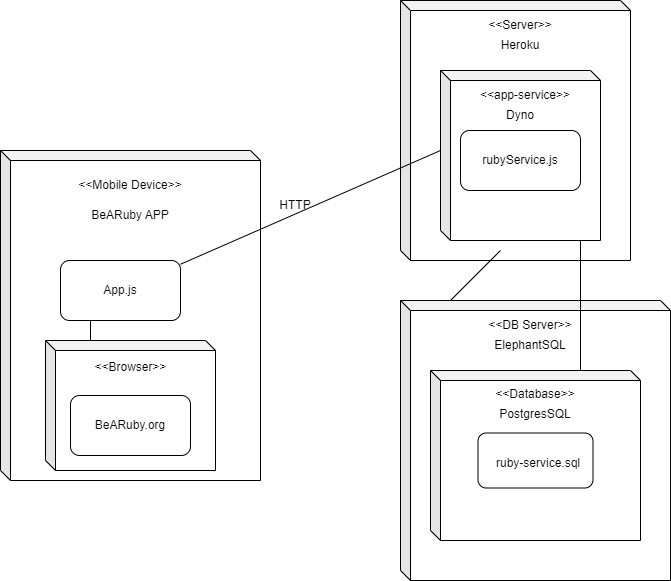 <<Server>>
Heroku
<<app-service>>
Dyno
rubyService.js
<<Mobile Device>>
BeARuby APP
HTTP
App.js
<<Browser>>
BeARuby.org
<<DB Server>>
ElephantSQL
<<Database>>
PostgresSQL
ruby-service.sql